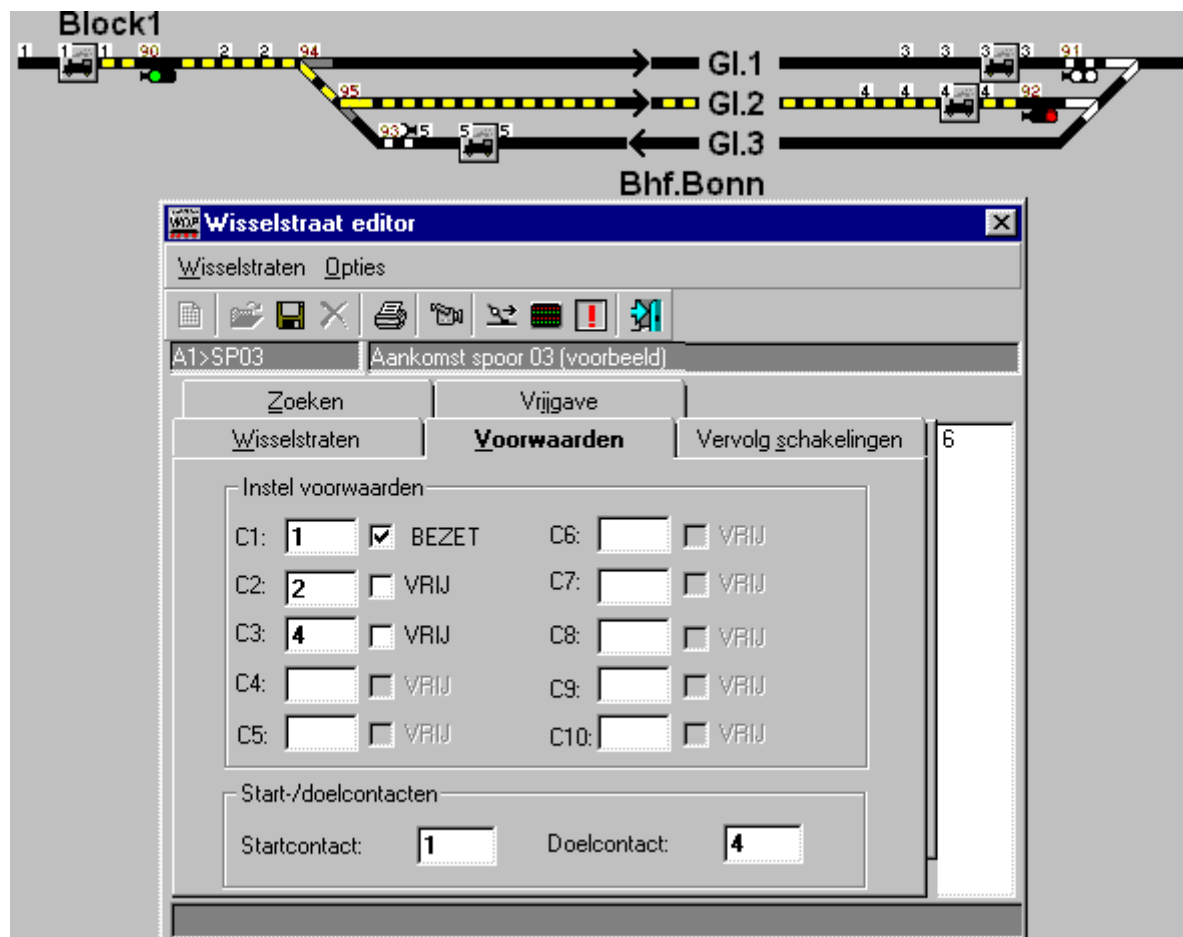 Block1
1 1 1 90 2 2 94 Gl.1 3 3 3 3 91
95 Gl.2 4 4 4 4 92
93 5 5 5 Gl.3
Bhf.Bonn
Wisselstraat editor
Wisselstraten Opties
A1>SP03 Aankomst spoor 03 (voorbeeld)
Zoeken Vrijgave
Wisselstraten Voorwaarden Vervolg schakelingen 6
Instel voorwaarden
C1: 1 BEZET C6: VRIJ
C2: 2 VRIJ C7: VRIJ
C3: 4 VRIJ C8: VRIJ
C4: VRIJ C9: VRIJ
C5: VRIJ C10: VRIJ
Start-/doelcontacten
Startcontact: 1 Doelcontact: 4